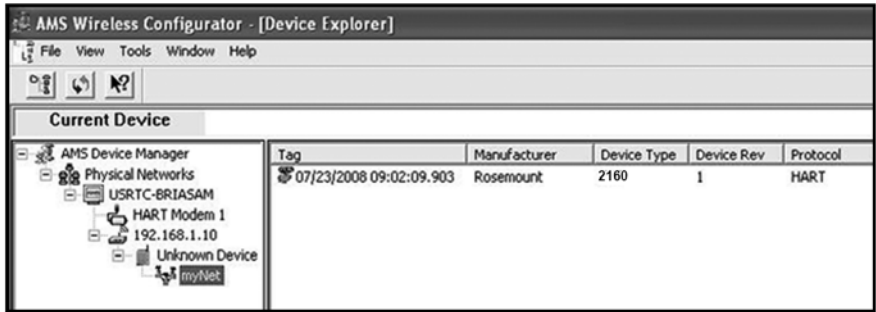 AMS Wireless Configurator - [Device Explorer]
File View Tools Window Help
Current Device
AMS Device Manager
Physical Networks
USRTC-BRIASAM
HART Modem 1
192.168.1.10
Unknown Device
myNet
Tag Manufacturer Device Type Device Rev Protocol
07/23/2008 09:02:09.903 Rosemount 2160 1 HART